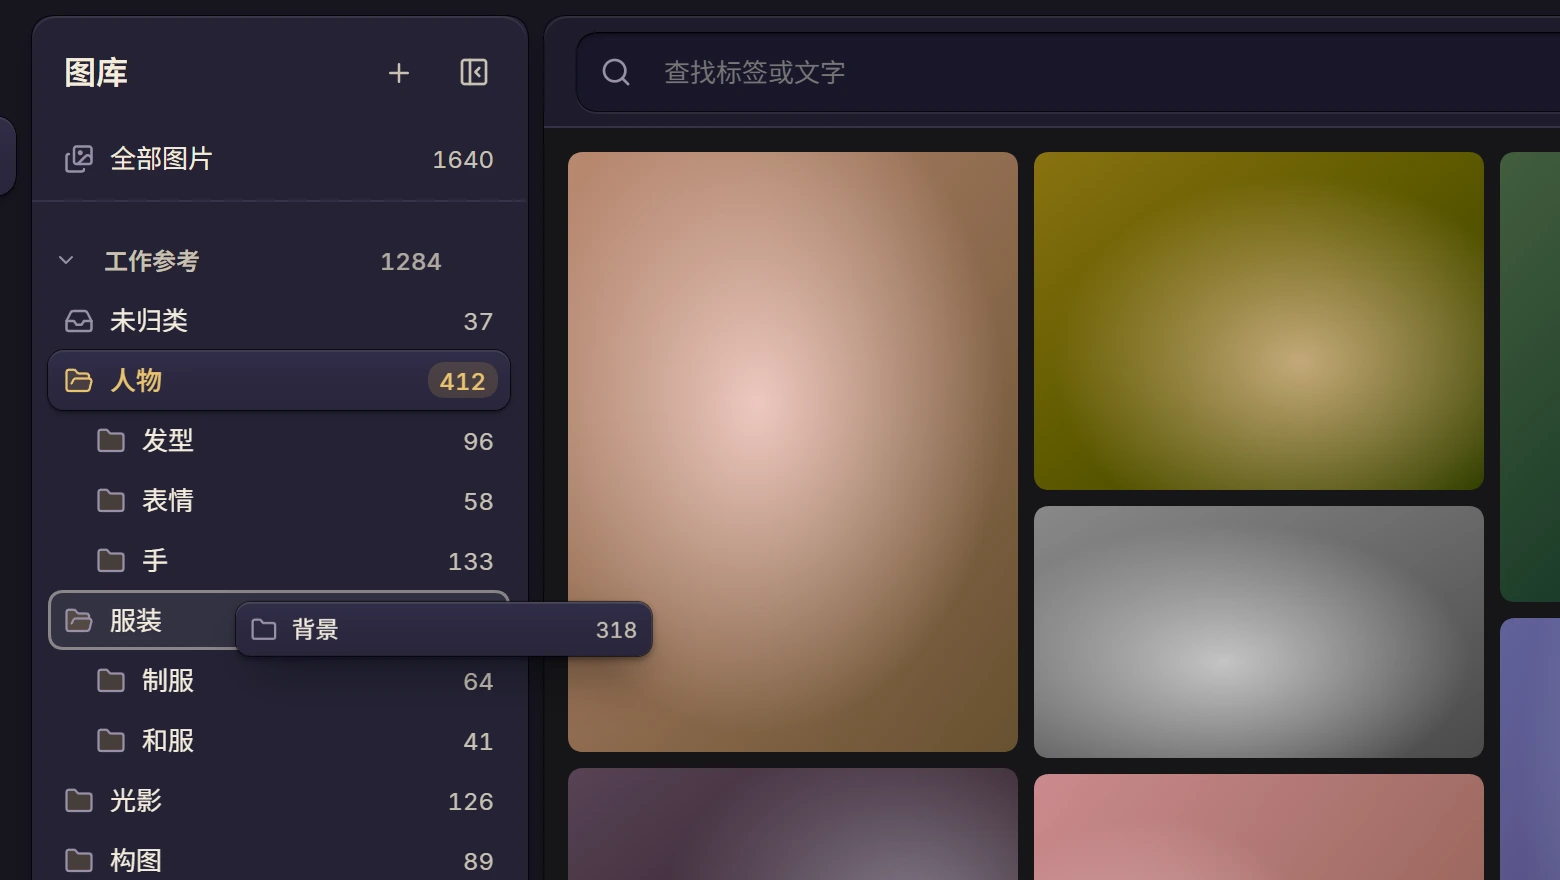 图库
查找标签或文字
全部图片 1640
工作参考 1284
未归类 37
人物 412
发型 96
表情 58
手 133
服装
背景 318
制服 64
和服 41
光影 126
构图 89